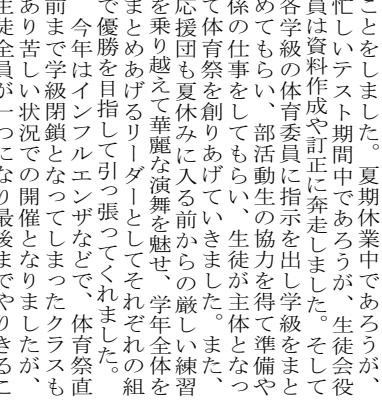 ことをしました。夏期休業中であろうが、
忙しいテスト期間中であろうが、生徒会役
員は資料作成や訂正に奔走しました。そして
各学級の体育委員に指示を出し学級をまと
めてもらい、部活動生の協力を得て準備や
係の仕事をしてもらい、生徒が主体となっ
て体育祭を創りあげていきました。また、
応援団も夏休みに入る前からの厳しい練習
を乗り越えて華麗な演舞を魅せ、学年全体を
まとめあげるリーダーとしてそれぞれの組
で優勝を目指して引っ張ってくれました。
今年はインフルエンザなどで、体育祭直
前まで学級閉鎖となってしまったクラスも
あり苦しい状況での開催となりましたが、
生徒全員が一つになり最後までやりきるこ